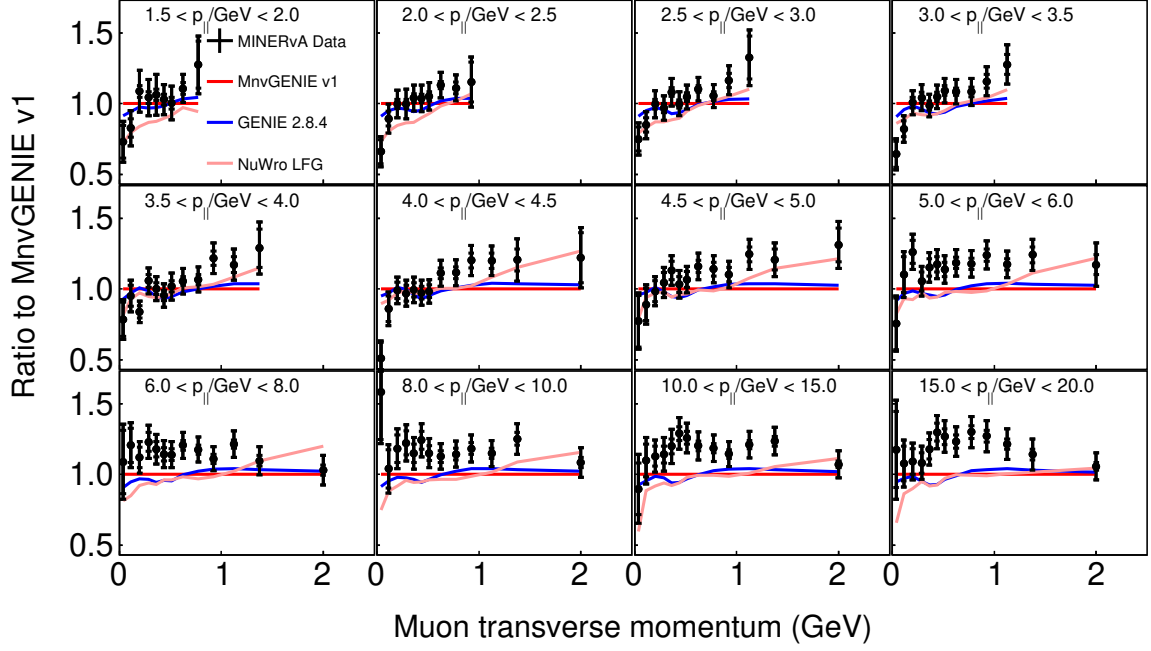 1.5 < p||/GeV < 2.0
2.0 < p||/GeV < 2.5
2.5 < p||/GeV < 3.0
3.0 < p||/GeV < 3.5
MINERvA Data
MnvGENIE v1
GENIE 2.8.4
NuWro LFG
1.5
1.0
0.5
3.5 < p||/GeV < 4.0
4.0 < p||/GeV < 4.5
4.5 < p||/GeV < 5.0
5.0 < p||/GeV < 6.0
1.5
1.0
0.5
6.0 < p||/GeV < 8.0
8.0 < p||/GeV < 10.0
10.0 < p||/GeV < 15.0
15.0 < p||/GeV < 20.0
1.5
1.0
0.5
0 1 2 0 1 2 0 1 2 0 1 2
Ratio to MnvGENIE v1
Muon transverse momentum (GeV)